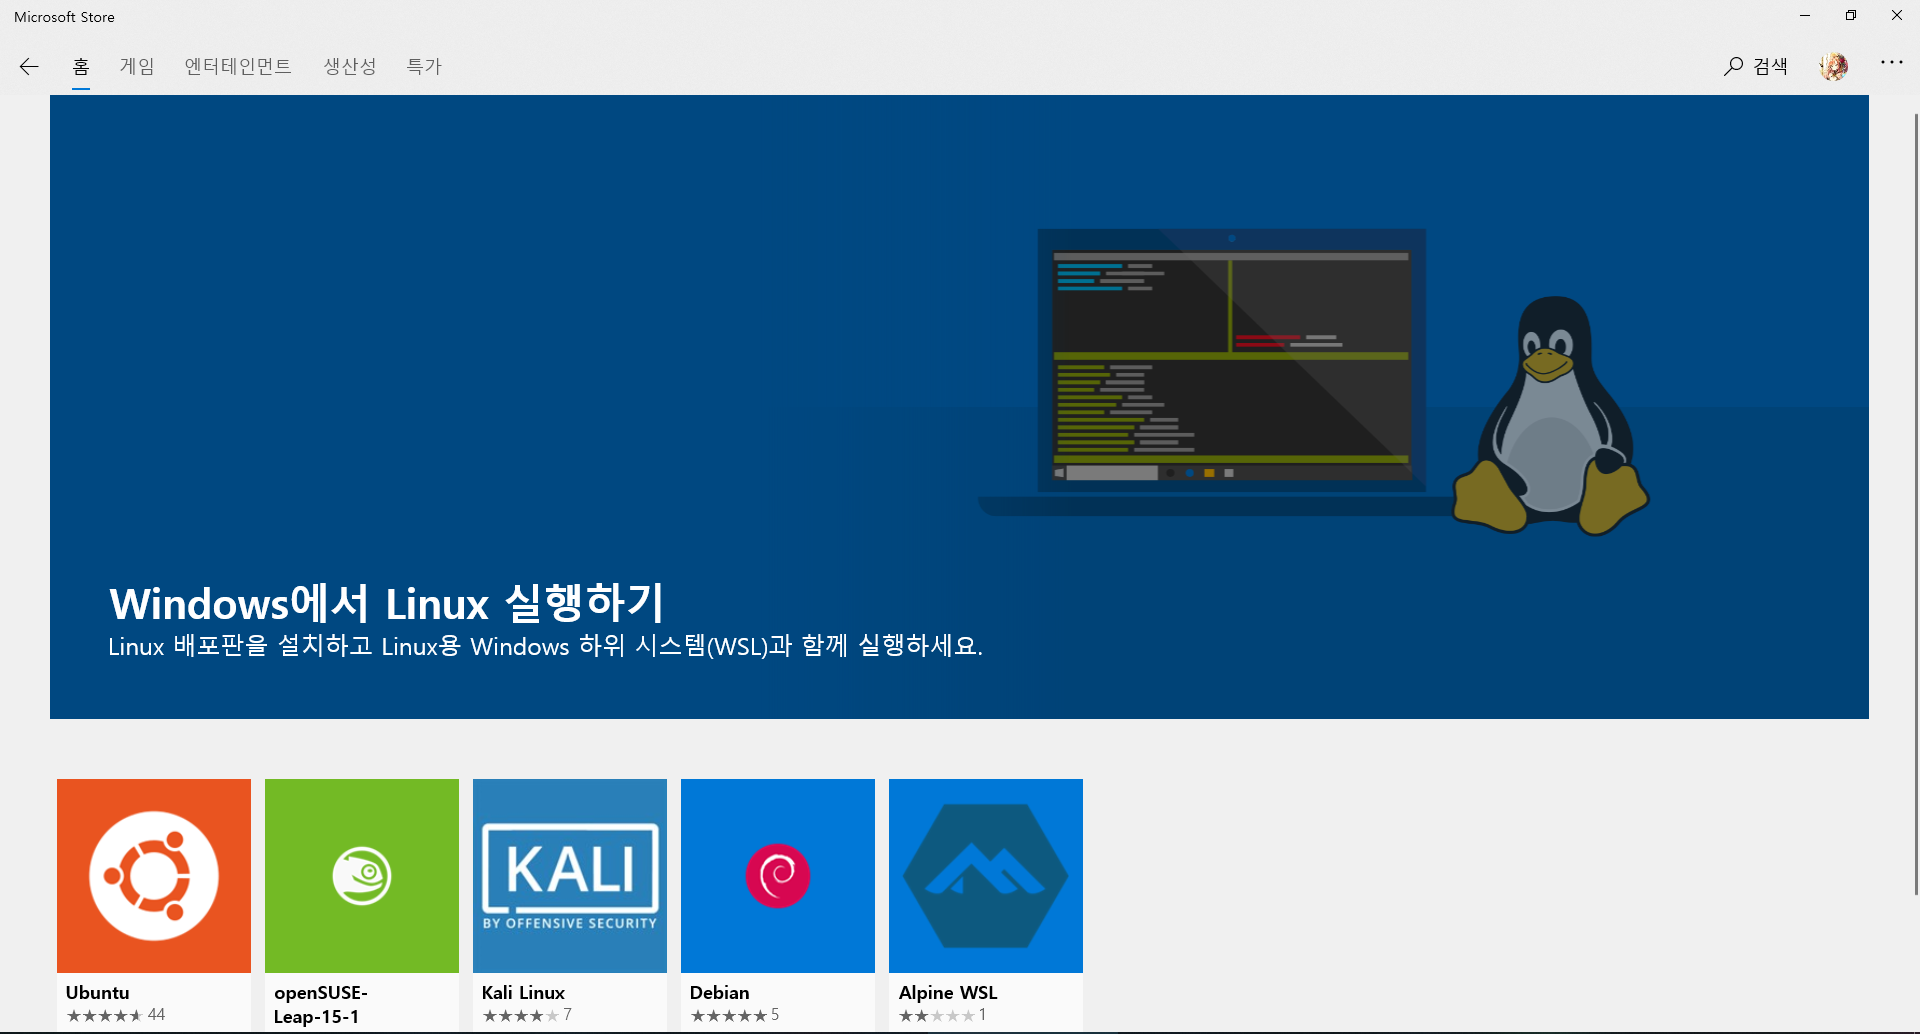 Microsoft Store
홈 게임 엔터테인먼트 생산성 특가 검색
Windows에서 Linux 실행하기
Linux 배포판을 설치하고 Linux용 Windows 하위 시스템(WSL)과 함께 실행하세요.
KALI
BY OFFENSIVE SECURITY
Ubuntu
44
openSUSE-
Leap-15-1
Kali Linux
7
Debian
5
Alpine WSL
1